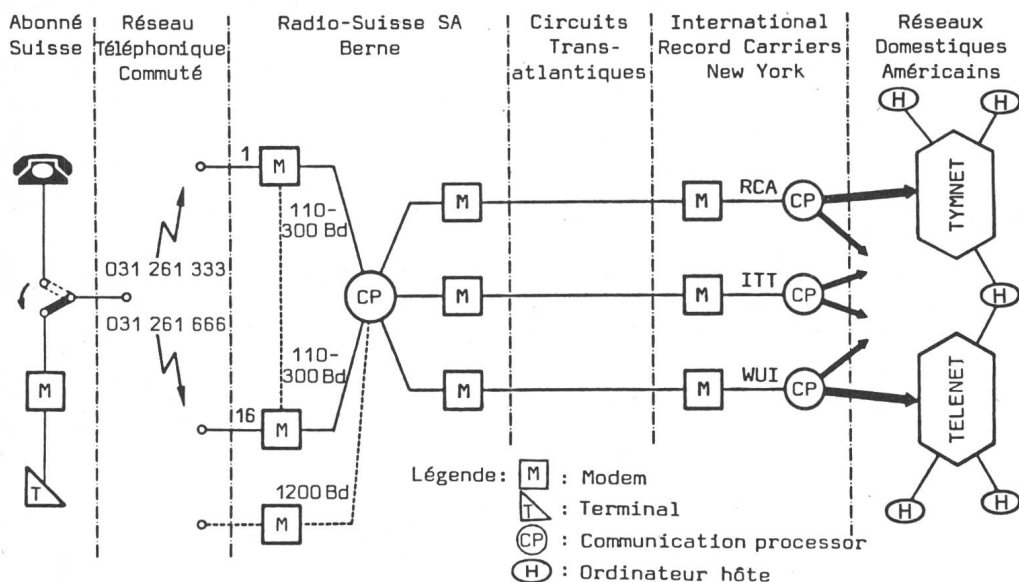 Abonné
Suisse
Réseau
Téléphonique
Commuté
Radio-Suisse SA
Berne
Circuits
Trans-
atlantiques
International
Record Carriers
New York
Réseaux
Domestiques
Américains
H
H
1
M
110-
300 Bd
M
M
RCA
CP
TYMNET
031 261 333
CP
M
M
ITT
CP
H
031 261 666
110-
300 Bd
M
M
M
WUI
CP
TELENET
16
M
T
1200 Bd
M
H
H
Légende:
M : Modem
T : Terminal
CP : Communication processor
H : Ordinateur hôte